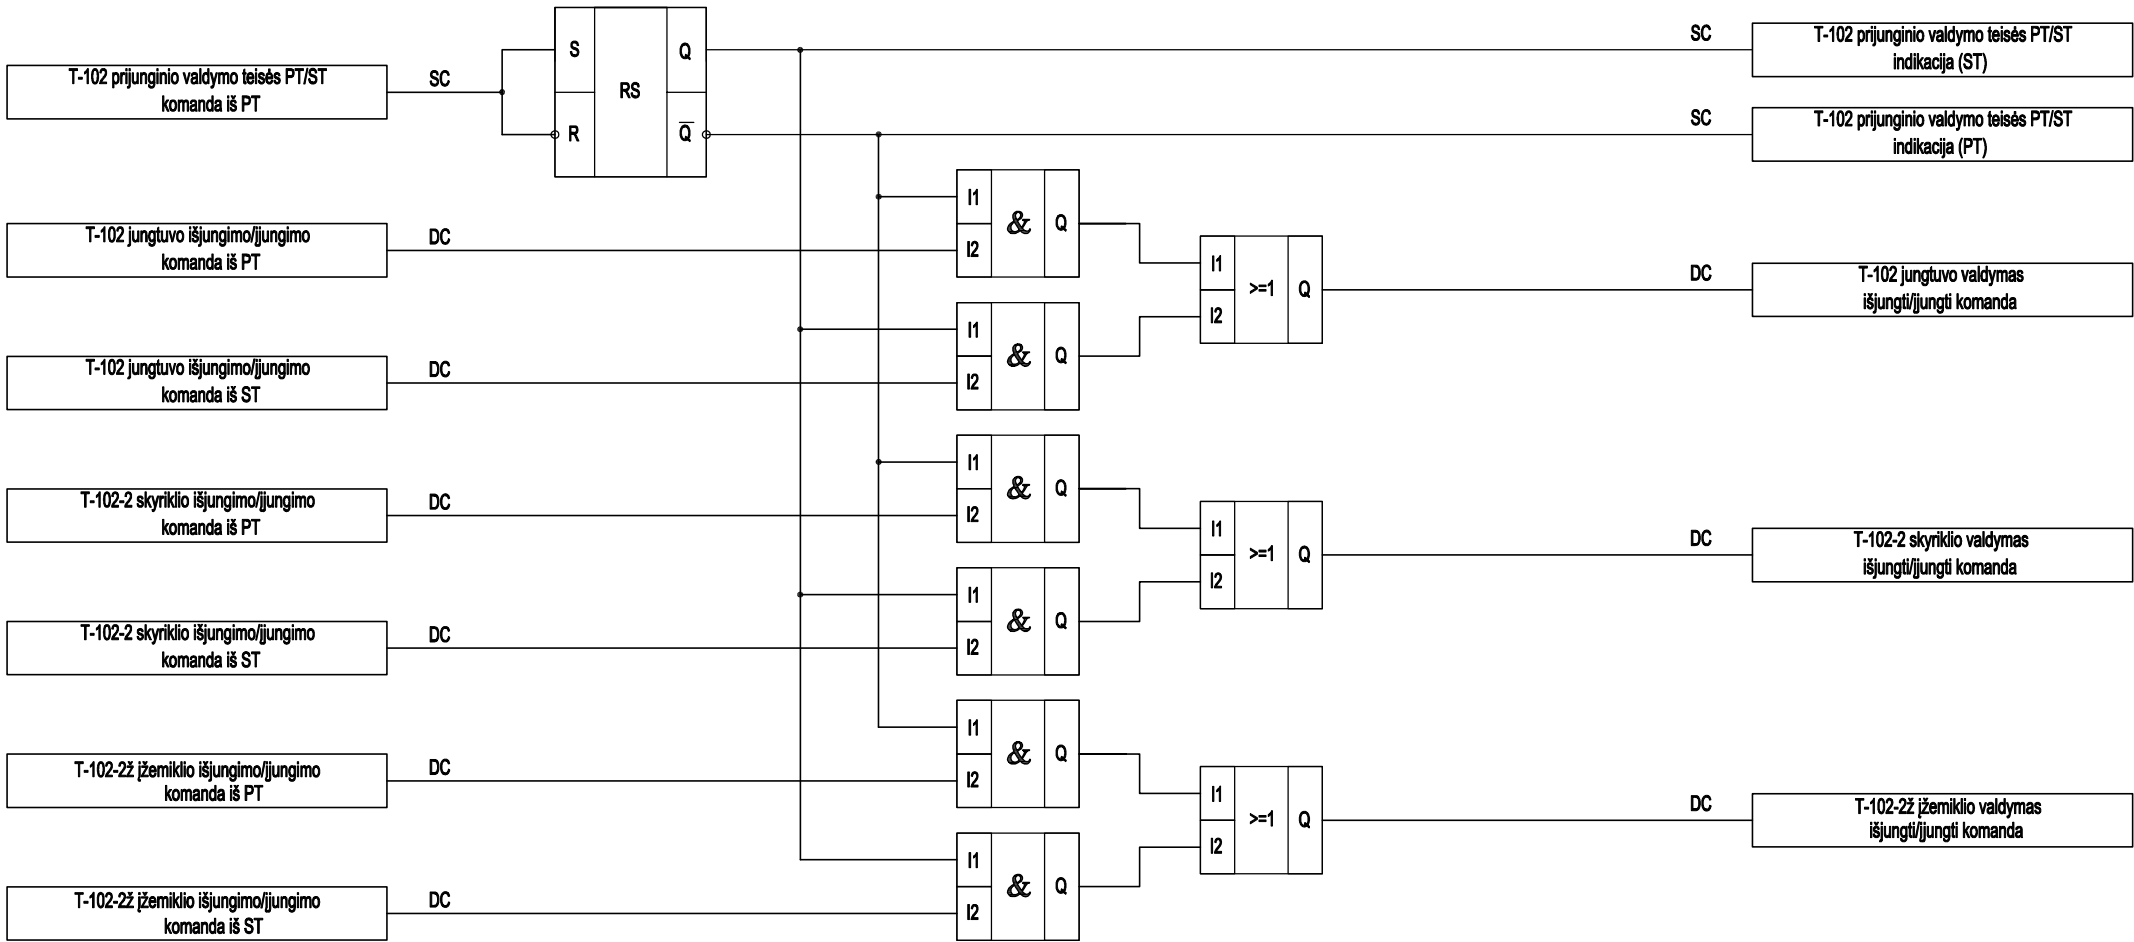 T-102 prijunginio valdymo teisės PT/ST
komanda iš PT
SC
S
R
RS
Q
Q
SC
T-102 prijunginio valdymo teisės PT/ST
indikacija (ST)
SC
T-102 prijunginio valdymo teisės PT/ST
indikacija (PT)
T-102 jungtuvo išjungimo/įjungimo
komanda iš PT
DC
I1
I2
&
Q
T-102 jungtuvo išjungimo/įjungimo
komanda iš ST
DC
I1
I2
&
Q
I1
I2
>=1
Q
DC
T-102 jungtuvo valdymas
išjungti/įjungti komanda
T-102-2 skyriklio išjungimo/įjungimo
komanda iš PT
DC
I1
I2
&
Q
T-102-2 skyriklio išjungimo/įjungimo
komanda iš ST
DC
I1
I2
&
Q
I1
I2
>=1
Q
DC
T-102-2 skyriklio valdymas
išjungti/įjungti komanda
T-102-2ž įžemiklio išjungimo/įjungimo
komanda iš PT
DC
I1
I2
&
Q
T-102-2ž įžemiklio išjungimo/įjungimo
komanda iš ST
DC
I1
I2
&
Q
I1
I2
>=1
Q
DC
T-102-2ž įžemiklio valdymas
išjungti/įjungti komanda